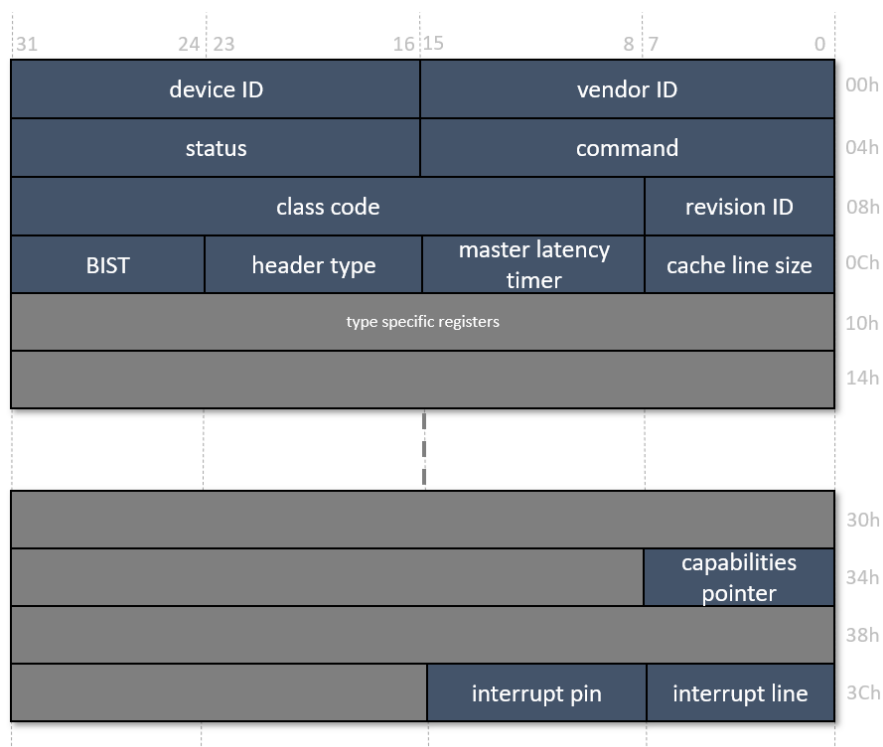 31 24 23 16 15 8 7 0
device ID vendor ID 00h
status command 04h
class code revision ID 08h
BIST header type master latency timer cache line size 0Ch
type specific registers 10h
14h
30h
capabilities pointer 34h
38h
interrupt pin interrupt line 3Ch